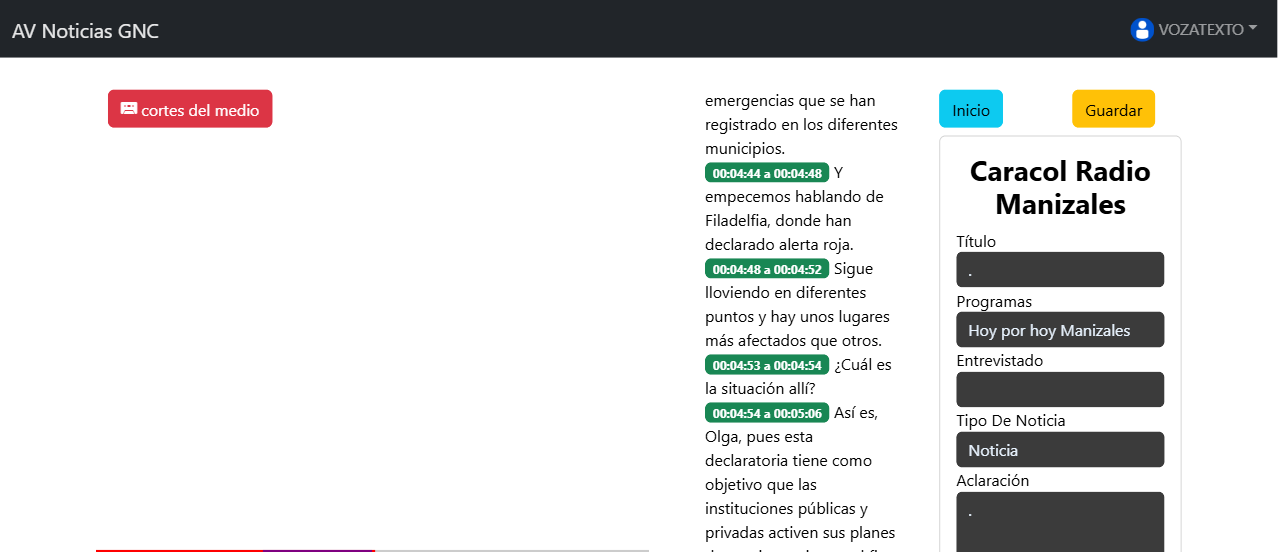 AV Noticias GNC
VOZATEXTO
cortes del medio
emergencias que se han
registrado en los diferentes
municipios.
00:04:44 a 00:04:48 Y
empecemos hablando de
Filadelfia, donde han
declarado alerta roja.
00:04:48 a 00:04:52 Sigue
lloviendo en diferentes
puntos y hay unos lugares
más afectados que otros.
00:04:53 a 00:04:54 ¿Cuál es
la situación allí?
00:04:54 a 00:05:06 Así es,
Olga, pues esta
declaratoria tiene como
objetivo que las
instituciones públicas y
privadas activen sus planes
Inicio
Guardar
Caracol Radio
Manizales
Título
.
Programas
Hoy por hoy Manizales
Entrevistado
Tipo De Noticia
Noticia
Aclaración
.